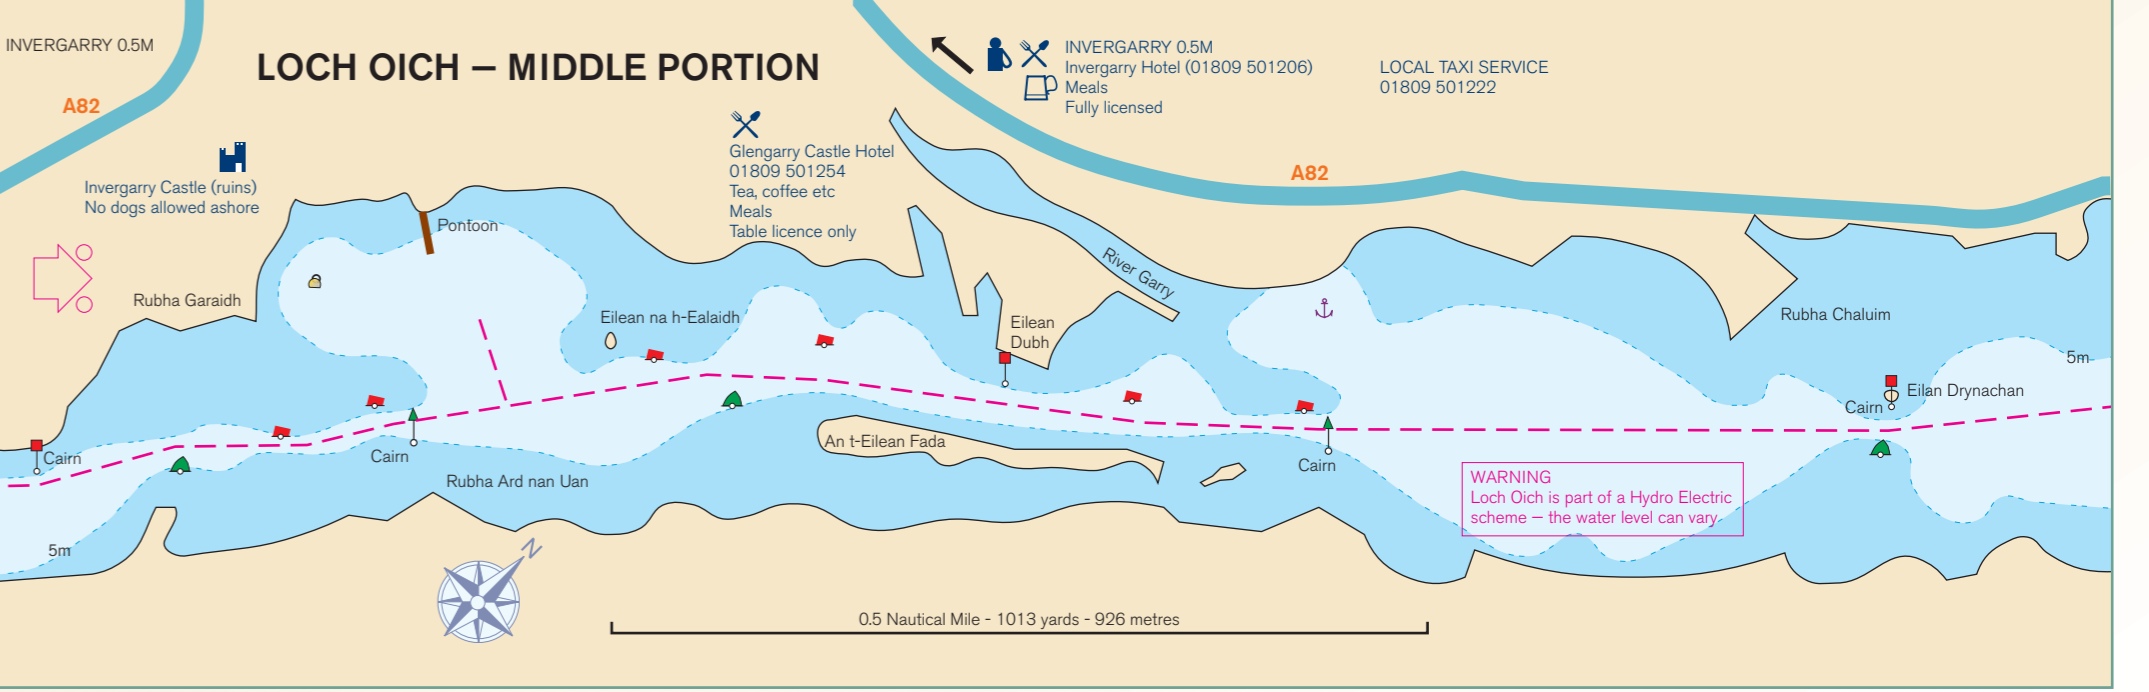 INVERGARRY 0.5M
LOCH OICH – MIDDLE PORTION
INVERGARRY 0.5M
Invergarry Hotel (01809 501206)
Meals
Fully licensed
LOCAL TAXI SERVICE
01809 501222
A82
Glengarry Castle Hotel
01809 501254
Tea, coffee etc
Meals
Table licence only
A82
Invergarry Castle (ruins)
No dogs allowed ashore
Pontoon
River Garry
Rubha Garaidh
Eilean na h-Ealaidh
Eilean
Dubh
Rubha Chaluim
5m
Eilan Drynachan
Cairn
An t-Eilean Fada
Cairn
Cairn
Cairn
Rubha Ard nan Uan
WARNING
Loch Oich is part of a Hydro Electric
scheme – the water level can vary
5m
N
0.5 Nautical Mile - 1013 yards - 926 metres